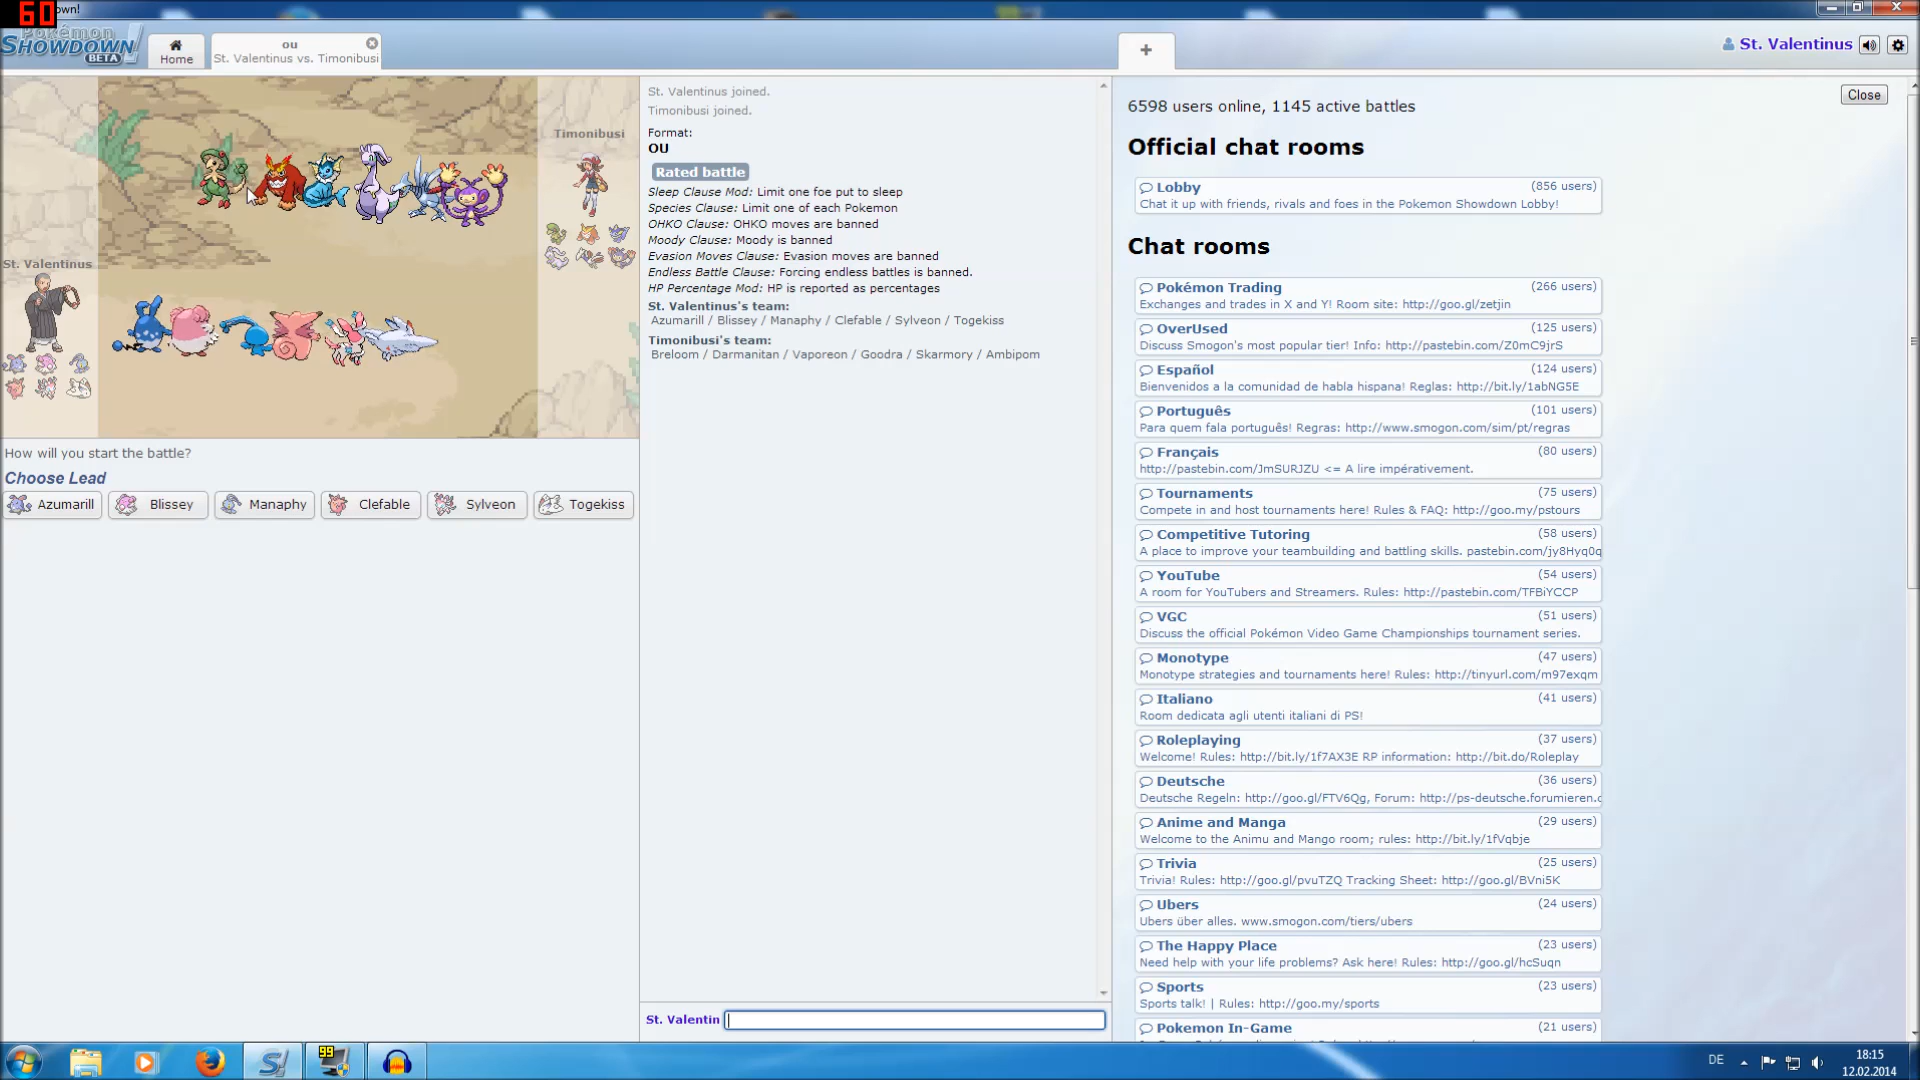 60
own!
Pokémon
SHOWDOWN!
BETA
Home
ou
St. Valentinus vs. Timonibusi
+
St. Valentinus
St. Valentinus
Timonibusi
How will you start the battle?
Choose Lead
Azumarill
Blissey
Manaphy
Clefable
Sylveon
Togekiss
St. Valentinus joined.
Timonibusi joined.
Format:
OU
Rated battle
Sleep Clause Mod: Limit one foe put to sleep
Species Clause: Limit one of each Pokemon
OHKO Clause: OHKO moves are banned
Moody Clause: Moody is banned
Evasion Moves Clause: Evasion moves are banned
Endless Battle Clause: Forcing endless battles is banned.
HP Percentage Mod: HP is reported as percentages
St. Valentinus's team:
Azumarill / Blissey / Manaphy / Clefable / Sylveon / Togekiss
Timonibusi's team:
Breloom / Darmanitan / Vaporeon / Goodra / Skarmory / Ambipom
St. Valentin
6598 users online, 1145 active battles
Close
Official chat rooms
Lobby (856 users)
Chat it up with friends, rivals and foes in the Pokemon Showdown Lobby!
Chat rooms
Pokémon Trading (266 users)
Exchanges and trades in X and Y! Room site: http://goo.gl/zetjin
OverUsed (125 users)
Discuss Smogon's most popular tier! Info: http://pastebin.com/Z0mC9jrS
Español (124 users)
Bienvenidos a la comunidad de habla hispana! Reglas: http://bit.ly/1abNG5E
Português (101 users)
Para quem fala português! Regras: http://www.smogon.com/sim/pt/regras
Français (80 users)
http://pastebin.com/JmSURJZU <= A lire impérativement.
Tournaments (75 users)
Compete in and host tournaments here! Rules & FAQ: http://goo.my/pstours
Competitive Tutoring (58 users)
A place to improve your teambuilding and battling skills. pastebin.com/jy8Hyq0q
YouTube (54 users)
A room for YouTubers and Streamers. Rules: http://pastebin.com/TFBiYCCP
VGC (51 users)
Discuss the official Pokémon Video Game Championships tournament series.
Monotype (47 users)
Monotype strategies and tournaments here! Rules: http://tinyurl.com/m97exqm
Italiano (41 users)
Room dedicata agli utenti italiani di PS!
Roleplaying (37 users)
Welcome! Rules: http://bit.ly/1f7AX3E RP information: http://bit.do/Roleplay
Deutsche (36 users)
Deutsche Regeln: http://goo.gl/FTV6Qg, Forum: http://ps-deutsche.forumieren.c
Anime and Manga (29 users)
Welcome to the Animu and Mango room; rules: http://bit.ly/1fVqbje
Trivia (25 users)
Trivia! Rules: http://goo.gl/pvuTZQ Tracking Sheet: http://goo.gl/BVni5K
Ubers (24 users)
Ubers über alles. www.smogon.com/tiers/ubers
The Happy Place (23 users)
Need help with your life problems? Ask here! Rules: http://goo.gl/hcSuqn
Sports (23 users)
Sports talk! | Rules: http://goo.my/sports
Pokemon In-Game (21 users)
99
DE
18:15
12.02.2014